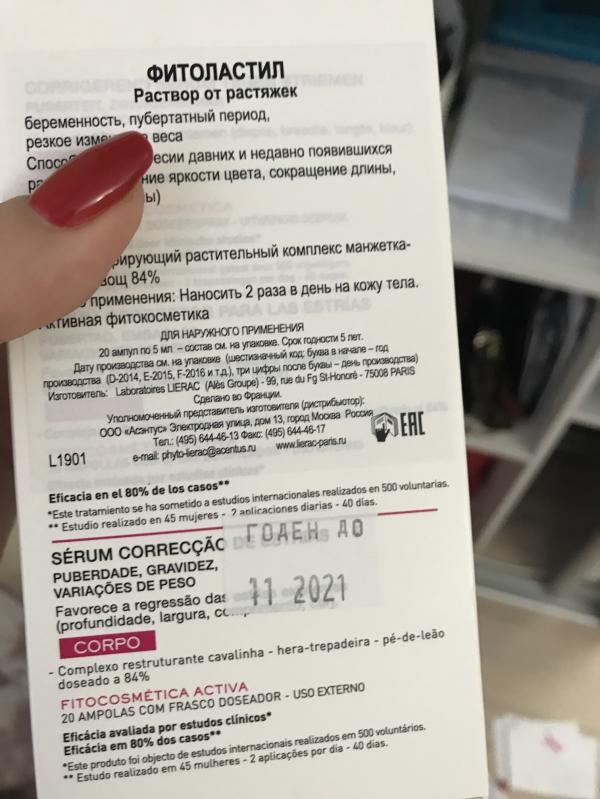 ФИТОЛАСТИЛ
Раствор от растяжек
беременность, пубертатный период,
резкое веса
давних и недавно появившихся
яркости цвета, сокращение длины,
растительный комплекс манжетка-
84%
применения: Наносить 2 раза в день на кожу тела.
Активная фитокосметика
ДЛЯ НАРУЖНОГО ПРИМЕНЕНИЯ
20 ампул по 5 мл - состав см. на упаковке. Срок годности 5 лет.
Дату производства см. на упаковке (шестизначный код: буква в начале – год
производства (D-2014, E-2015, F-2016 и т.д.), три цифры после буквы – день производства)
Изготовитель: Laboratoires LIERAC (Alès Groupe) - 99, rue du Fg St-Honoré - 75008 PARIS
Сделано во Франции.
Уполномоченный представитель изготовителя (дистрибьютор):
ООО «Асэнтус» Электродная улица, дом 13, город Москва Россия
Тел.: (495) 644-46-13 Факс: (495) 644-46-17
e-mail: phyto-lierac@acentus.ru www.lierac-paris.ru
EAC
L1901
Eficacia en el 80% de los casos**
*Este tratamiento se ha sometido a estudios internacionales realizados en 500 voluntarias.
** Estudio realizado en 45 mujeres - 2 aplicaciones diarias - 40 días.
ГОДЕН ДО
11 2021
SÉRUM CORRECÇÃO DE ESTRIAS
PUBERDADE, GRAVIDEZ,
VARIAÇÕES DE PESO
Favorece a regressão das
(profundidade, largura,
CORPO
- Complexo restruturante cavalinha - hera-trepadeira - pé-de-leão
doseado a 84%
FITOCOSMÉTICA ACTIVA
20 AMPOLAS COM FRASCO DOSEADOR - USO EXTERNO
Eficácia avaliada por estudos clínicos*
Eficácia em 80% dos casos**
*Este produto foi objecto de estudos internacionais realizados em 500 voluntários.
** Estudo realizado em 45 mulheres - 2 aplicações por dia - 40 dias.